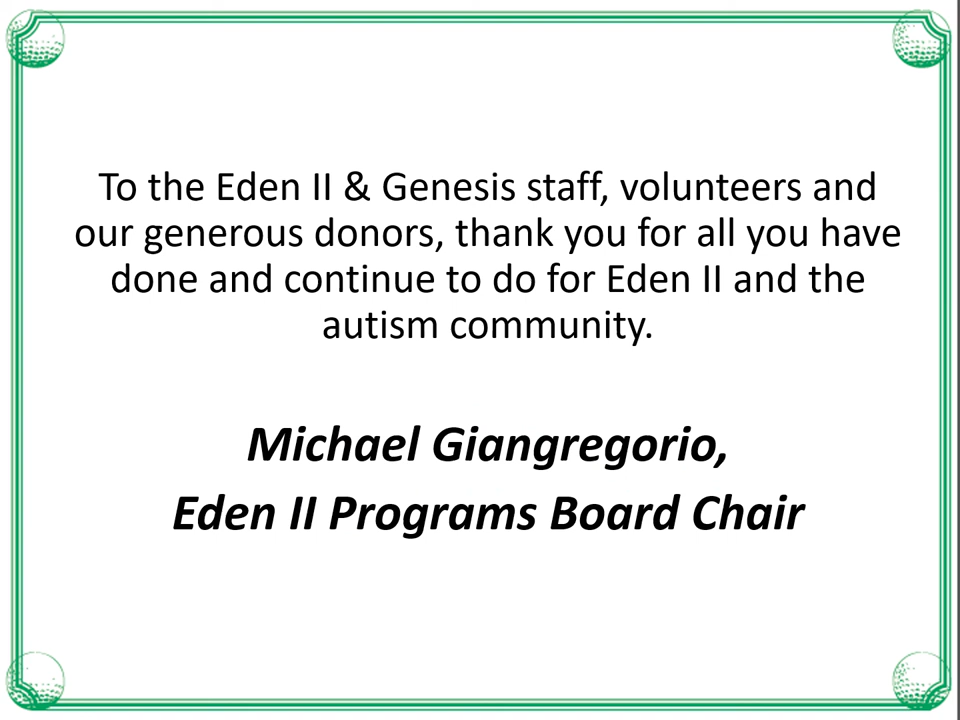 To the Eden II & Genesis staff, volunteers and
our generous donors, thank you for all you have
done and continue to do for Eden II and the
autism community.
Michael Giangregorio,
Eden II Programs Board Chair